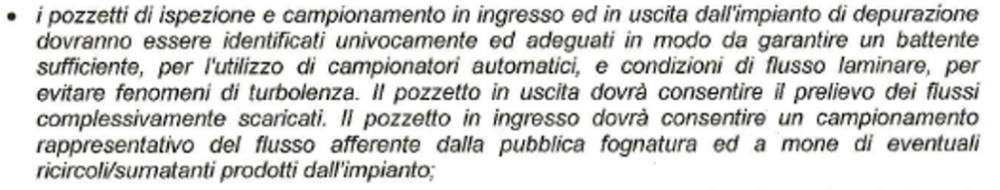 • i pozzetti di ispezione e campionamento in ingresso ed in uscita dall'impianto di depurazione
dovranno essere identificati univocamente ed adeguati in modo da garantire un battente
sufficiente, per l'utilizzo di campionatori automatici, e condizioni di flusso laminare, per
evitare fenomeni di turbolenza. Il pozzetto in uscita dovrà consentire il prelievo dei flussi
complessivamente scaricati. Il pozzetto in ingresso dovrà consentire un campionamento
rappresentativo del flusso afferente dalla pubblica fognatura ed a mone di eventuali
ricircoli/surnatanti prodotti dall'impianto;